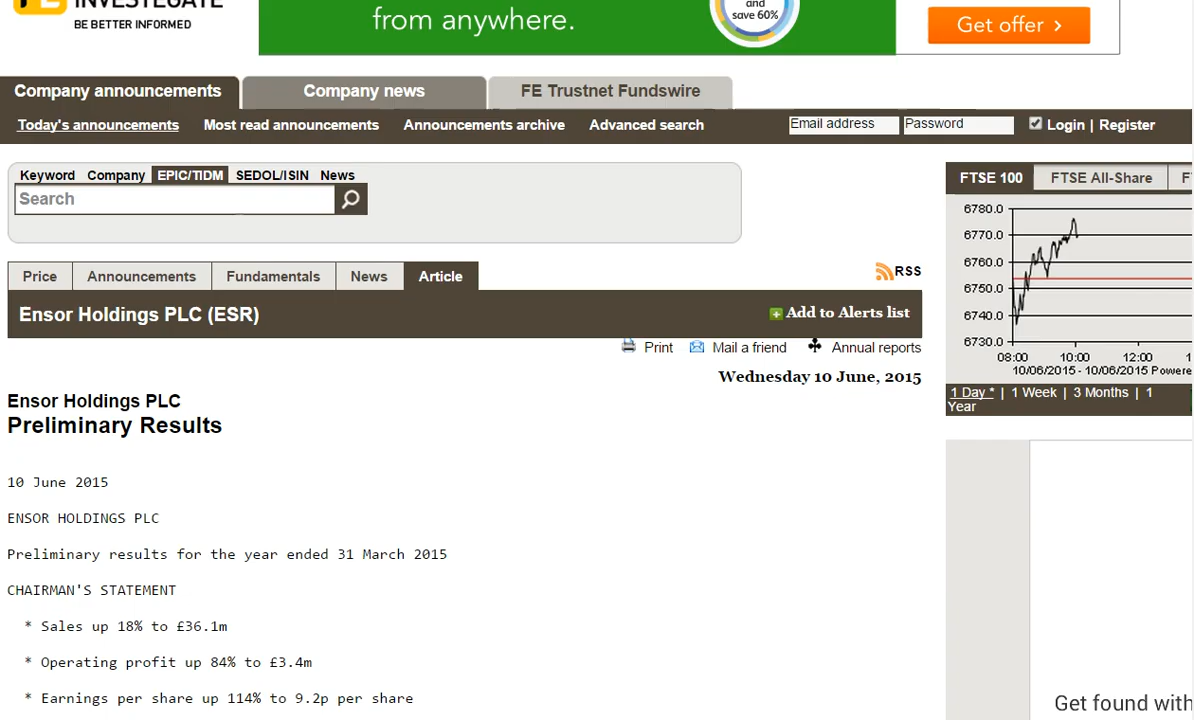 INVESTEGATE
BE BETTER INFORMED
from anywhere.
and
save 60%
Get offer ›
Company announcements
Company news
FE Trustnet Fundswire
Today's announcements
Most read announcements
Announcements archive
Advanced search
Email address
Password
Login | Register
Keyword
Company
EPIC/TIDM
SEDOL/ISIN
News
Search
FTSE 100
FTSE All-Share
6780.0
6770.0
6760.0
6750.0
6740.0
6730.0
08:00
10:00
12:00
10/06/2015 - 10/06/2015 Powere
1 Day * | 1 Week | 3 Months | 1
Year
Price
Announcements
Fundamentals
News
Article
RSS
Ensor Holdings PLC (ESR)
Add to Alerts list
Print
Mail a friend
Annual reports
Wednesday 10 June, 2015
Ensor Holdings PLC
Preliminary Results
10 June 2015
ENSOR HOLDINGS PLC
Preliminary results for the year ended 31 March 2015
CHAIRMAN'S STATEMENT
* Sales up 18% to £36.1m
* Operating profit up 84% to £3.4m
* Earnings per share up 114% to 9.2p per share
Get found with